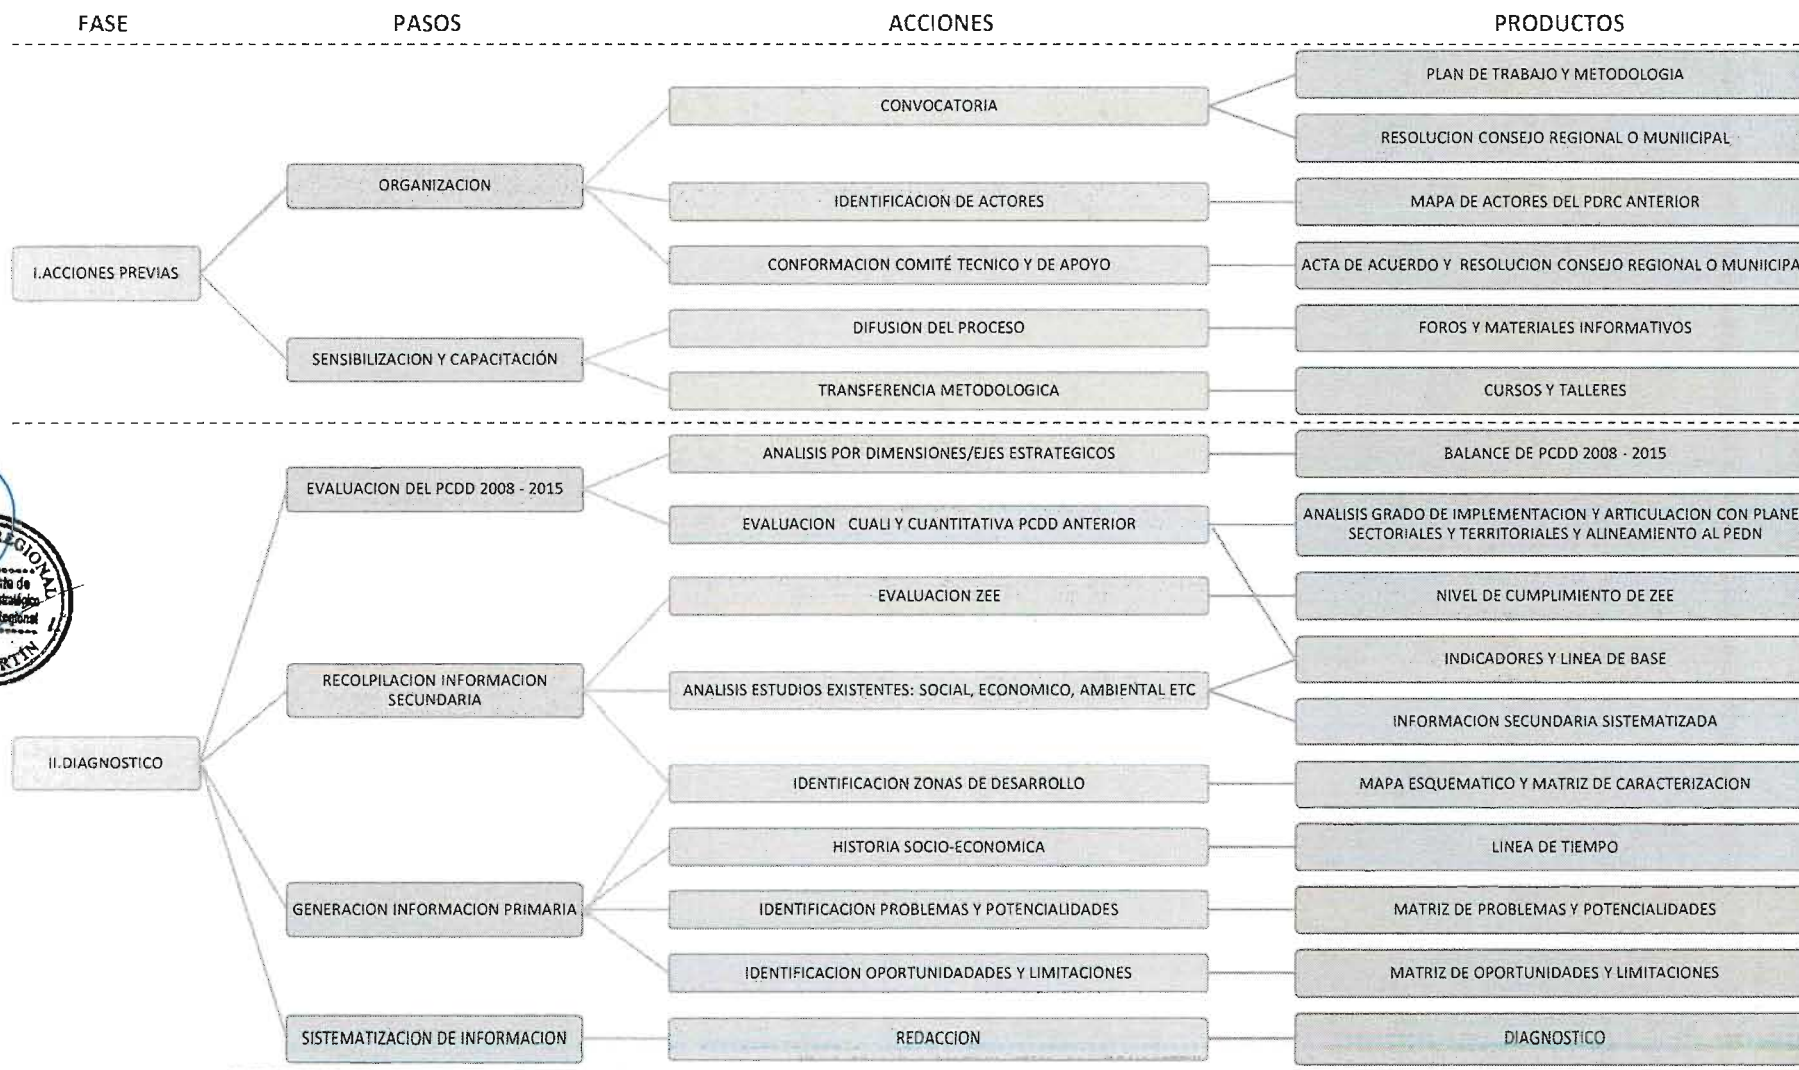 FASE PASOS ACCIONES PRODUCTOS
I.ACCIONES PREVIAS
ORGANIZACION
SENSIBILIZACION Y CAPACITACIÓN
CONVOCATORIA
IDENTIFICACION DE ACTORES
CONFORMACION COMITÉ TECNICO Y DE APOYO
DIFUSION DEL PROCESO
TRANSFERENCIA METODOLOGICA
PLAN DE TRABAJO Y METODOLOGIA
RESOLUCION CONSEJO REGIONAL O MUNIICIPAL
MAPA DE ACTORES DEL PDRC ANTERIOR
ACTA DE ACUERDO Y RESOLUCION CONSEJO REGIONAL O MUNIICIPA
FOROS Y MATERIALES INFORMATIVOS
CURSOS Y TALLERES
II.DIAGNOSTICO
EVALUACION DEL PCDD 2008 - 2015
RECOLPILACION INFORMACION
SECUNDARIA
GENERACION INFORMACION PRIMARIA
SISTEMATIZACION DE INFORMACION
ANALISIS POR DIMENSIONES/EJES ESTRATEGICOS
EVALUACION CUALI Y CUANTITATIVA PCDD ANTERIOR
EVALUACION ZEE
ANALISIS ESTUDIOS EXISTENTES: SOCIAL, ECONOMICO, AMBIENTAL ETC
IDENTIFICACION ZONAS DE DESARROLLO
HISTORIA SOCIO-ECONOMICA
IDENTIFICACION PROBLEMAS Y POTENCIALIDADES
IDENTIFICACION OPORTUNIDADADES Y LIMITACIONES
REDACCION
BALANCE DE PCDD 2008 - 2015
ANALISIS GRADO DE IMPLEMENTACION Y ARTICULACION CON PLANE
SECTORIALES Y TERRITORIALES Y ALINEAMIENTO AL PEDN
NIVEL DE CUMPLIMIENTO DE ZEE
INDICADORES Y LINEA DE BASE
INFORMACION SECUNDARIA SISTEMATIZADA
MAPA ESQUEMATICO Y MATRIZ DE CARACTERIZACION
LINEA DE TIEMPO
MATRIZ DE PROBLEMAS Y POTENCIALIDADES
MATRIZ DE OPORTUNIDADES Y LIMITACIONES
DIAGNOSTICO
REGIONAL